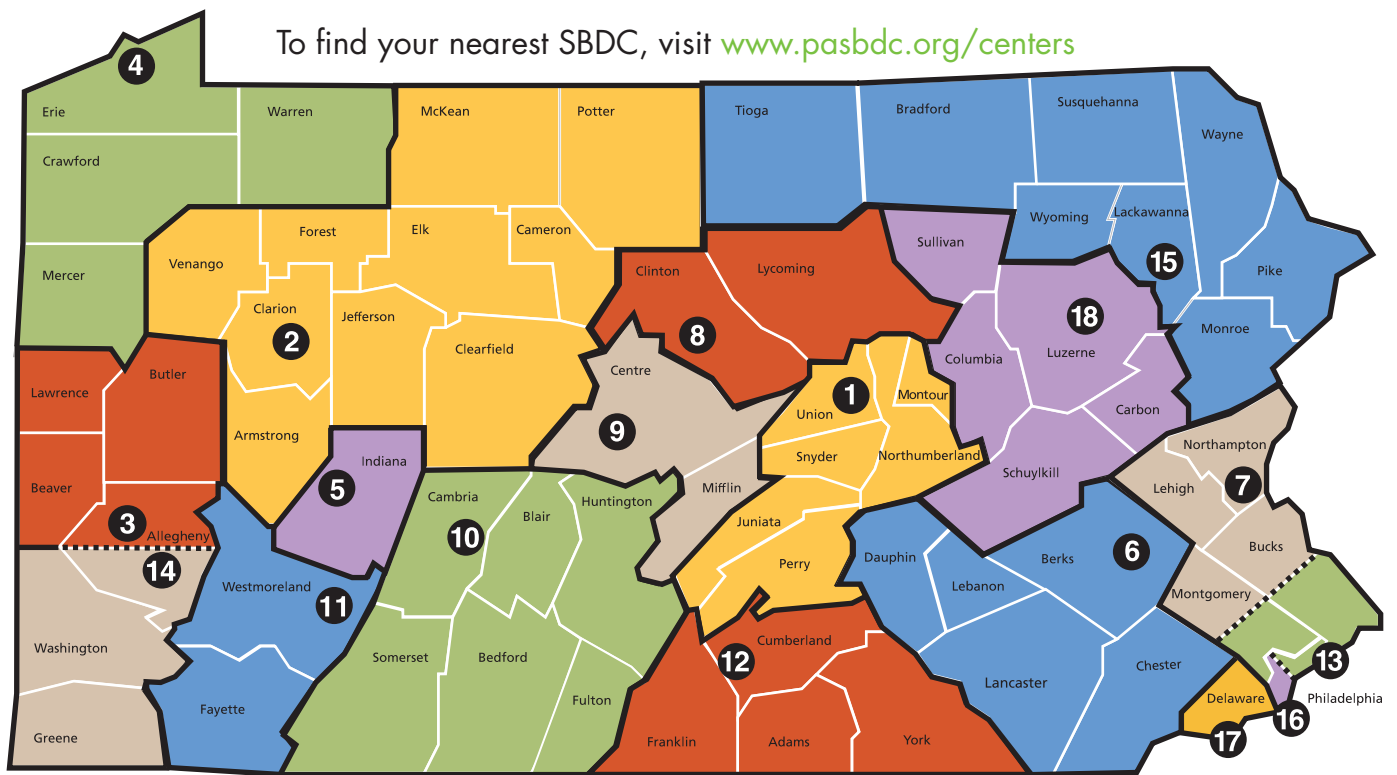 To find your nearest SBDC, visit www.pasbdc.org/centers
4
Erie
Warren
McKean
Potter
Tioga
Bradford
Susquehanna
Wayne
Crawford
Mercer
Venango
Forest
Elk
Cameron
Clinton
Lycoming
Sullivan
Wyoming
Lackawanna
15
Pike
Clarion
2
Jefferson
Clearfield
8
18
Luzerne
Columbia
Monroe
Lawrence
Butler
Centre
9
1
Union
Montour
Carbon
Armstrong
Indiana
5
Snyder
Northumberland
Schuylkill
Northampton
7
Lehigh
Beaver
3
Allegheny
Cambria
10
Blair
Huntington
Mifflin
Juniata
Perry
Dauphin
Lebanon
Berks
6
Bucks
Montgomery
14
Westmoreland
11
Washington
Greene
Fayette
Somerset
Bedford
Fulton
12
Cumberland
Franklin
Adams
York
Lancaster
Chester
Delaware
17
16
13
Philadelphia